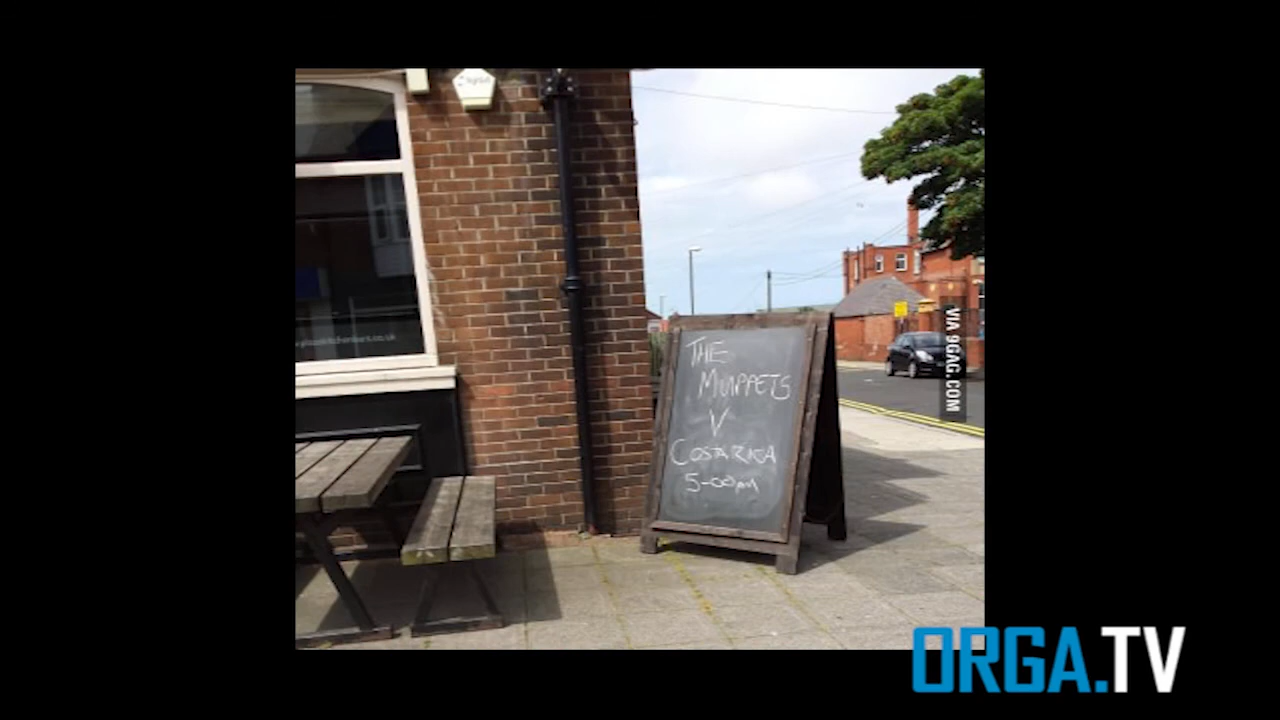 THE
MUPPETS
V
COSTA RICA
5-00pm
VIA 9GAG.COM
ORGA.TV